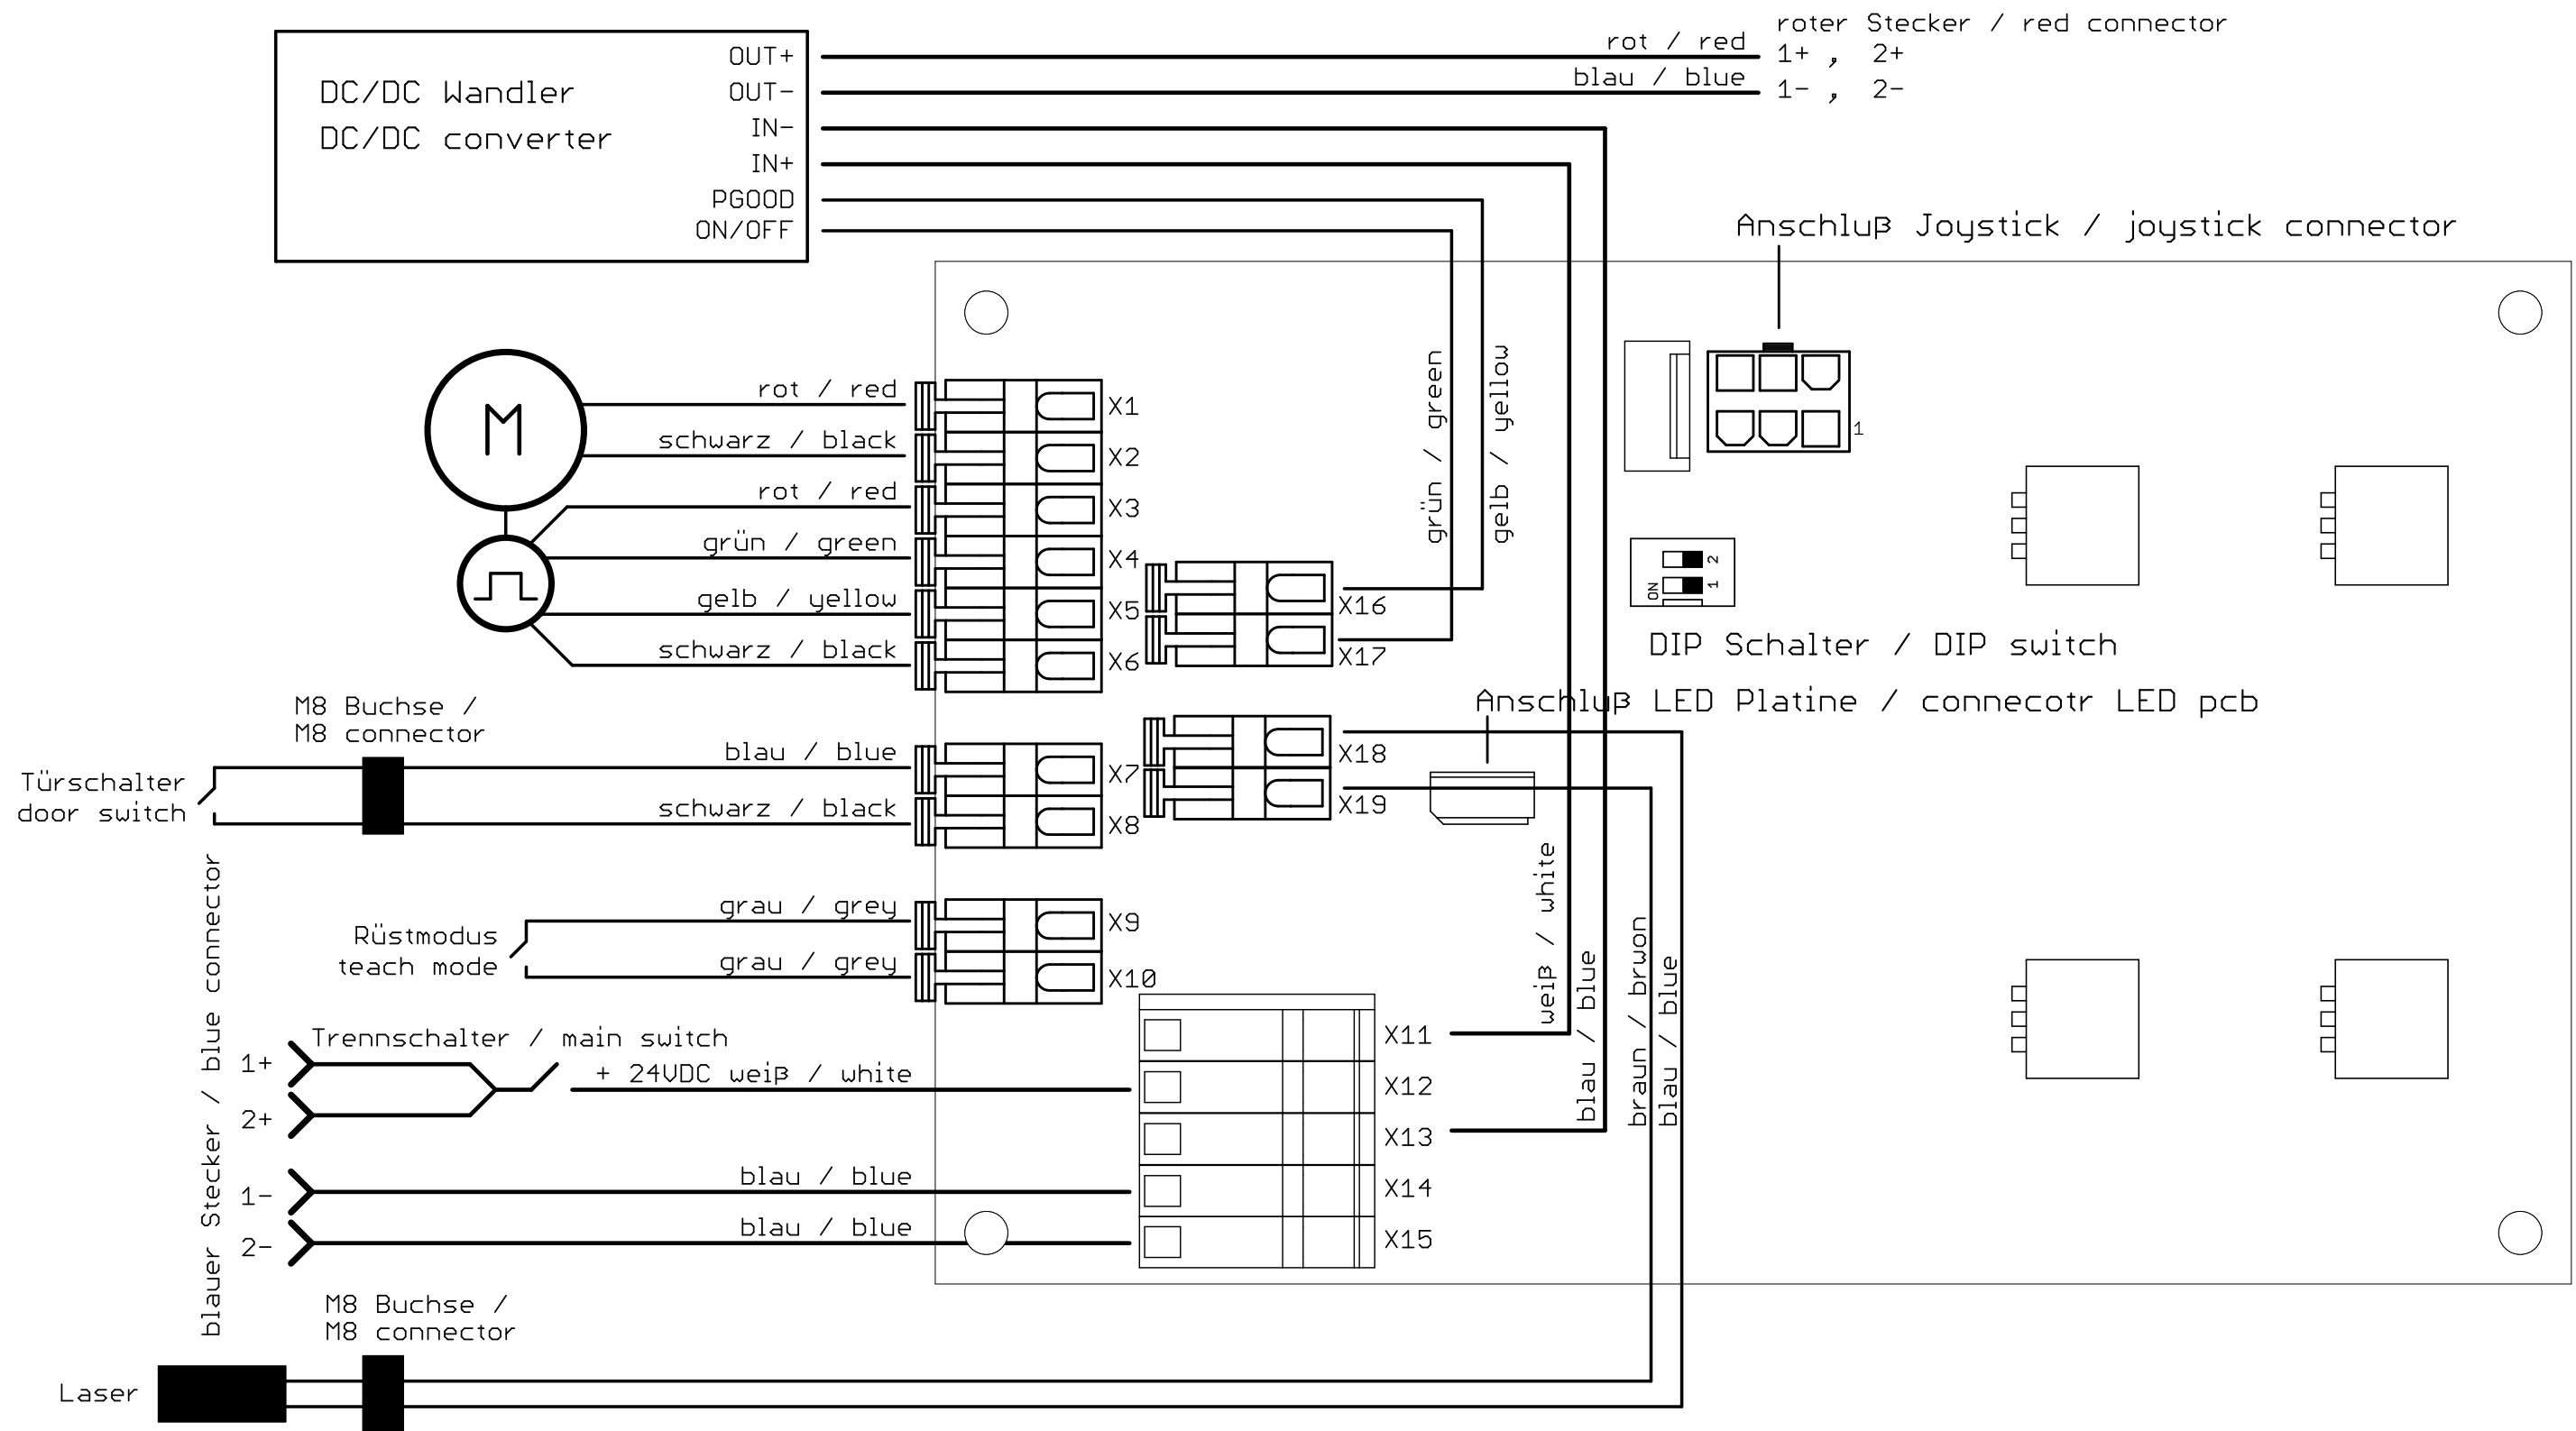 roter Stecker / red connector
rot / red
1+ , 2+
blau / blue
1- , 2-
DC/DC Wandler
DC/DC converter
OUT+
OUT-
IN-
IN+
PGOOD
ON/OFF
Anschluß Joystick / joystick connector
M
rot / red
X1
schwarz / black
X2
rot / red
X3
grün / green
X4
gelb / yellow
X5
schwarz / black
X6
X16
X17
grün / green
gelb / yellow
1
ON
1
2
DIP Schalter / DIP switch
Anschluß LED Platine / connecotr LED pcb
M8 Buchse /
M8 connector
Türschalter
door switch
blau / blue
X7
schwarz / black
X8
X18
X19
Rüstmodus
teach mode
grau / grey
X9
grau / grey
X10
weiß / white
blau / blue
braun / brwon
blau / blue
blauer Stecker / blue connector
Trennschalter / main switch
1+
2+
+ 24VDC weiß / white
1-
blau / blue
2-
blau / blue
X11
X12
X13
X14
X15
M8 Buchse /
M8 connector
Laser